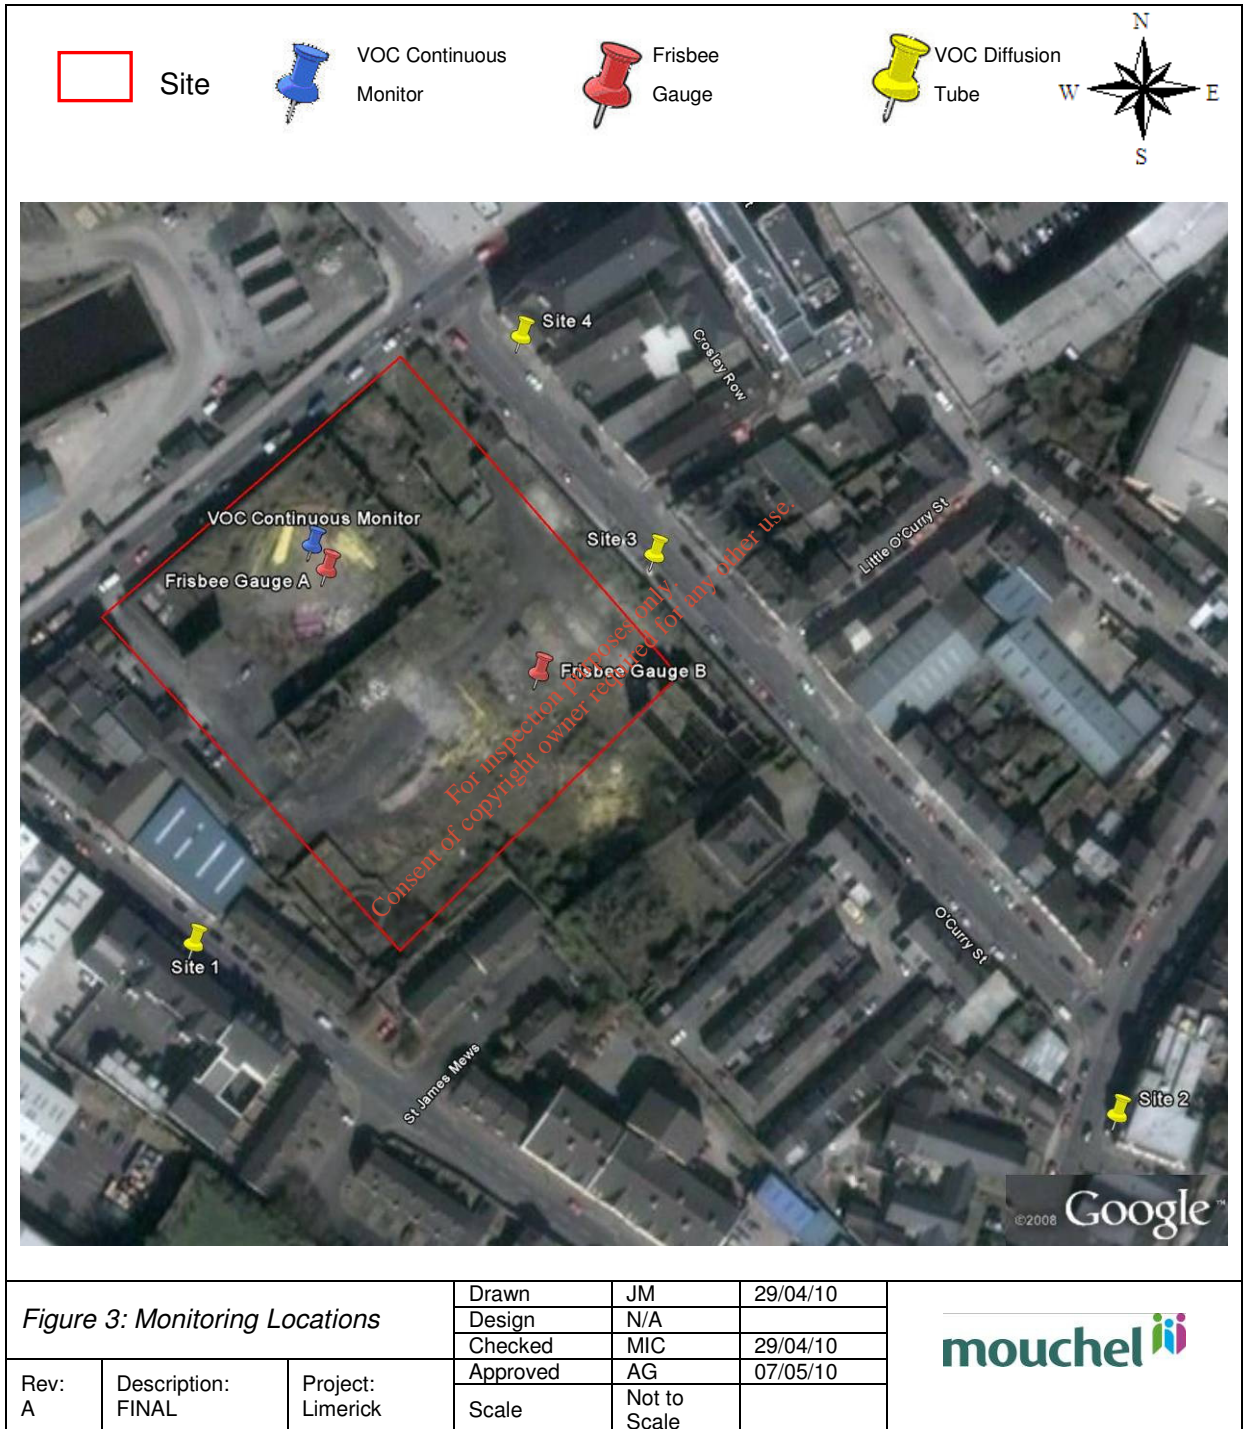 N
VOC Continuous
Monitor
Frisbee
Gauge
VOC Diffusion
Tube
Site
W
E
S
Site 4
Crosley Row
VOC Continuous Monitor
Site 3
Little O'Curry St
Frisbee Gauge A
Frisbee Gauge B
For inspection purposes only.
Consent of copyright owner required for any other use.
O'Curry St
Site 1
St James Mews
Site 2
©2008 Google™
Figure 3: Monitoring Locations
Drawn JM 29/04/10
Design N/A
Checked MIC 29/04/10
Approved AG 07/05/10
Scale Not to
Scale
Rev:
A
Description:
FINAL
Project:
Limerick
mouchel